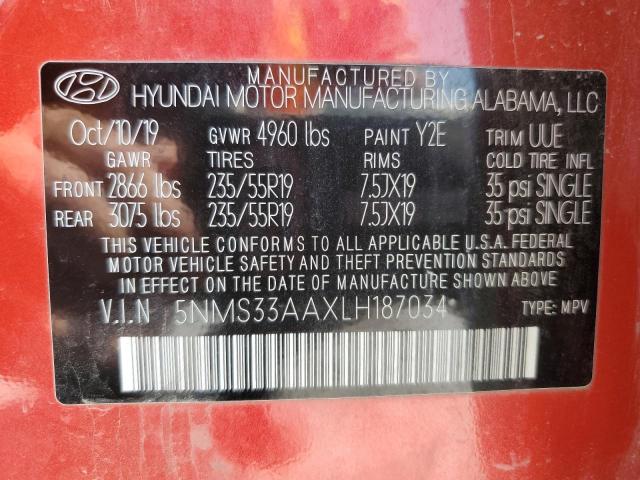 MANUFACTURED BY
HYUNDAI MOTOR MANUFACTURING ALABAMA, LLC
Oct/10/19 GVWR 4960 lbs PAINT Y2E TRIM UUE
GAWR TIRES RIMS COLD TIRE INFL
FRONT 2866 lbs 235/55R19 7.5JX19 35 psi SINGLE
REAR 3075 lbs 235/55R19 7.5JX19 35 psi SINGLE
THIS VEHICLE CONFORMS TO ALL APPLICABLE U.S.A. FEDERAL
MOTOR VEHICLE SAFETY AND THEFT PREVENTION STANDARDS
IN EFFECT ON THE DATE OF MANUFACTURE SHOWN ABOVE.
V.I.N 5NMS33AAXLH187034 TYPE: MPV